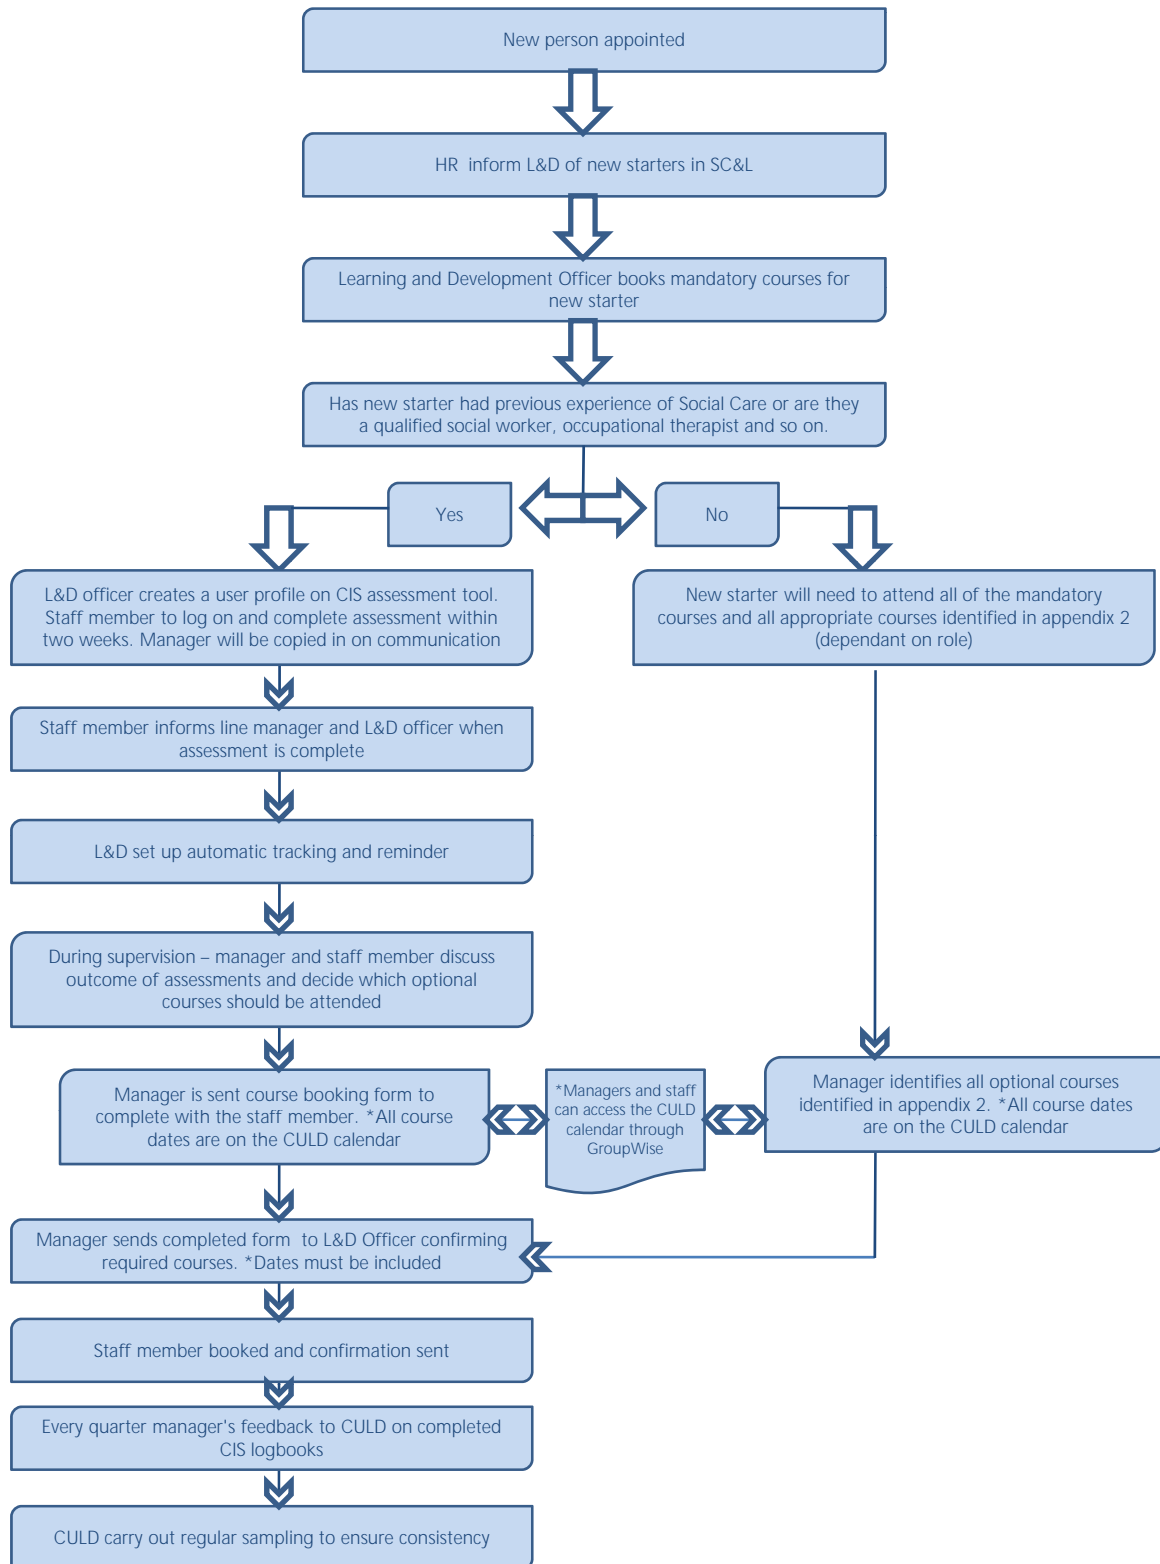 New person appointed
HR inform L&D of new starters in SC&L
Learning and Development Officer books mandatory courses for
new starter
Has new starter had previous experience of Social Care or are they
a qualified social worker, occupational therapist and so on.
Yes
No
L&D officer creates a user profile on CIS assessment tool.
Staff member to log on and complete assessment within
two weeks. Manager will be copied in on communication
New starter will need to attend all of the mandatory
courses and all appropriate courses identified in appendix 2
(dependant on role)
Staff member informs line manager and L&D officer when
assessment is complete
L&D set up automatic tracking and reminder
During supervision – manager and staff member discuss
outcome of assessments and decide which optional
courses should be attended
Manager is sent course booking form to
complete with the staff member. *All course
dates are on the CULD calendar
*Managers and staff
can access the CULD
calendar through
GroupWise
Manager identifies all optional courses
identified in appendix 2. *All course dates
are on the CULD calendar
Manager sends completed form to L&D Officer confirming
required courses. *Dates must be included
Staff member booked and confirmation sent
Every quarter manager's feedback to CULD on completed
CIS logbooks
CULD carry out regular sampling to ensure consistency